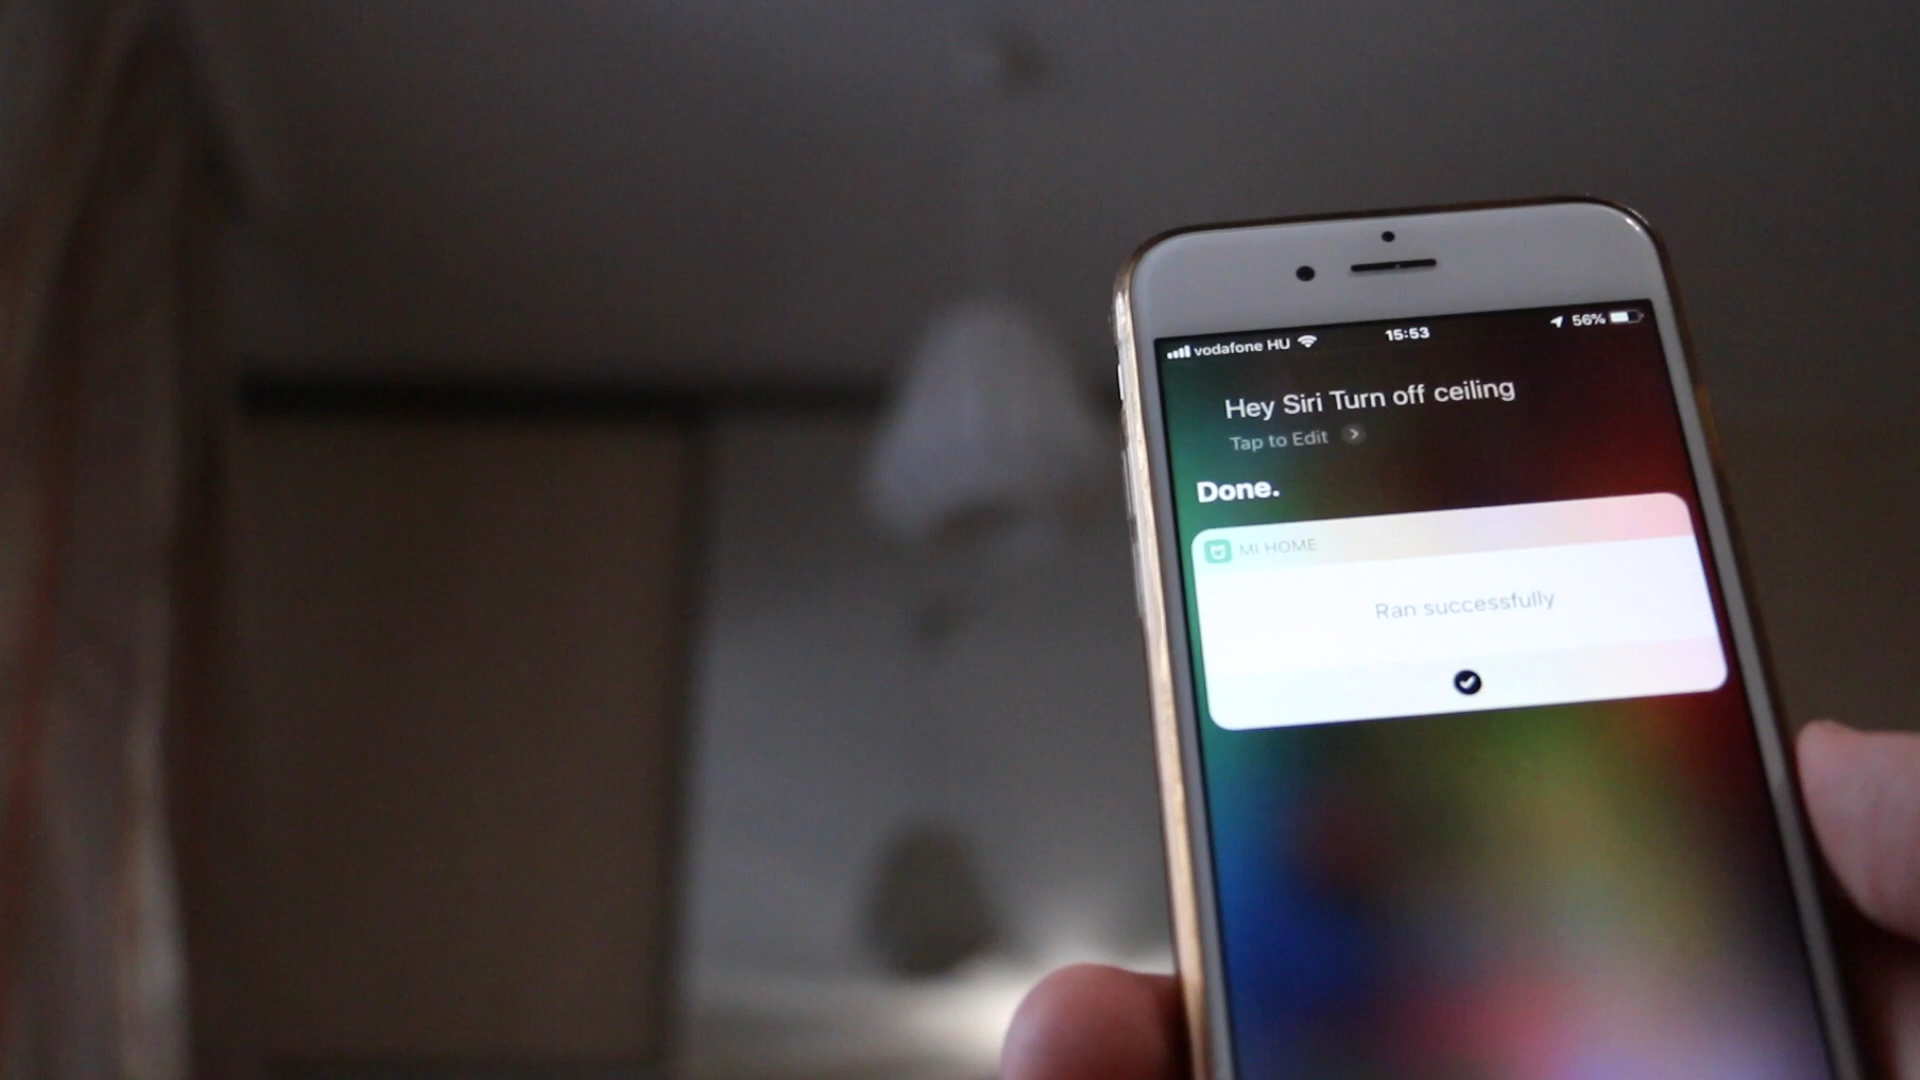 vodafone HU 15:53 56%
Hey Siri Turn off ceiling
Tap to Edit
Done.
MI HOME
Ran successfully